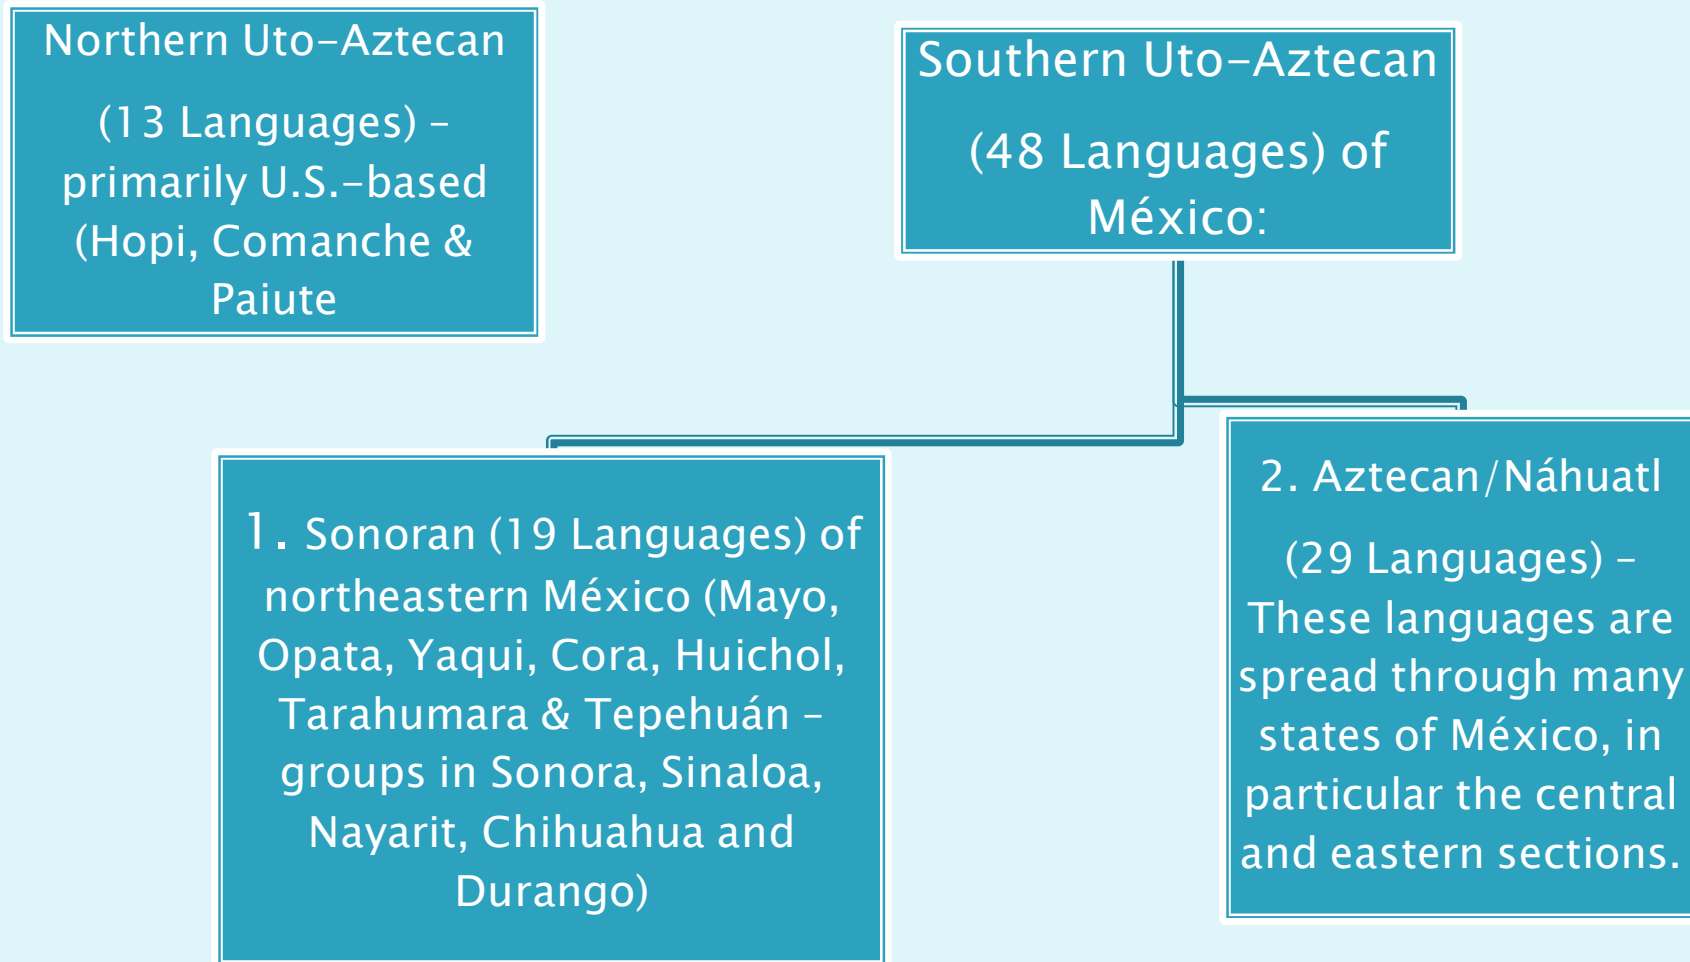 Northern Uto-Aztecan
(13 Languages) –
primarily U.S.-based
(Hopi, Comanche &
Paiute
Southern Uto-Aztecan
(48 Languages) of
México:
1. Sonoran (19 Languages) of
northeastern México (Mayo,
Opata, Yaqui, Cora, Huichol,
Tarahumara & Tepehuán –
groups in Sonora, Sinaloa,
Nayarit, Chihuahua and
Durango)
2. Aztecan/Náhuatl
(29 Languages) –
These languages are
spread through many
states of México, in
particular the central
and eastern sections.